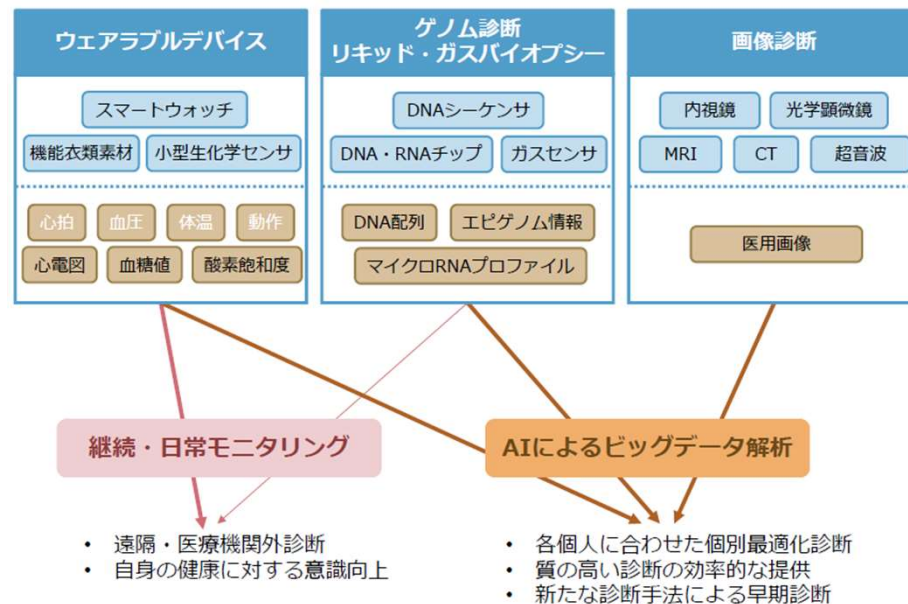 ウェアラブルデバイス
スマートウォッチ
機能衣類素材
小型生化学センサ
心拍
血圧
体温
動作
心電図
血糖値
酸素飽和度
ゲノム診断
リキッド・ガスバイオプシー
DNAシーケンサ
DNA・RNAチップ
ガスセンサ
DNA配列
エピゲノム情報
マイクロRNAプロファイル
画像診断
内視鏡
光学顕微鏡
MRI
CT
超音波
医用画像
継続・日常モニタリング
• 遠隔・医療機関外診断
• 自身の健康に対する意識向上
AIによるビッグデータ解析
• 各個人に合わせた個別最適化診断
• 質の高い診断の効率的な提供
• 新たな診断手法による早期診断